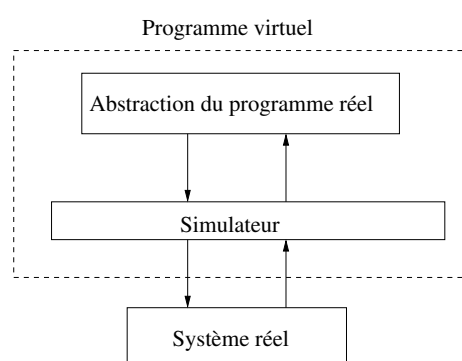 Programme virtuel
Abstraction du programme réel
Simulateur
Système réel